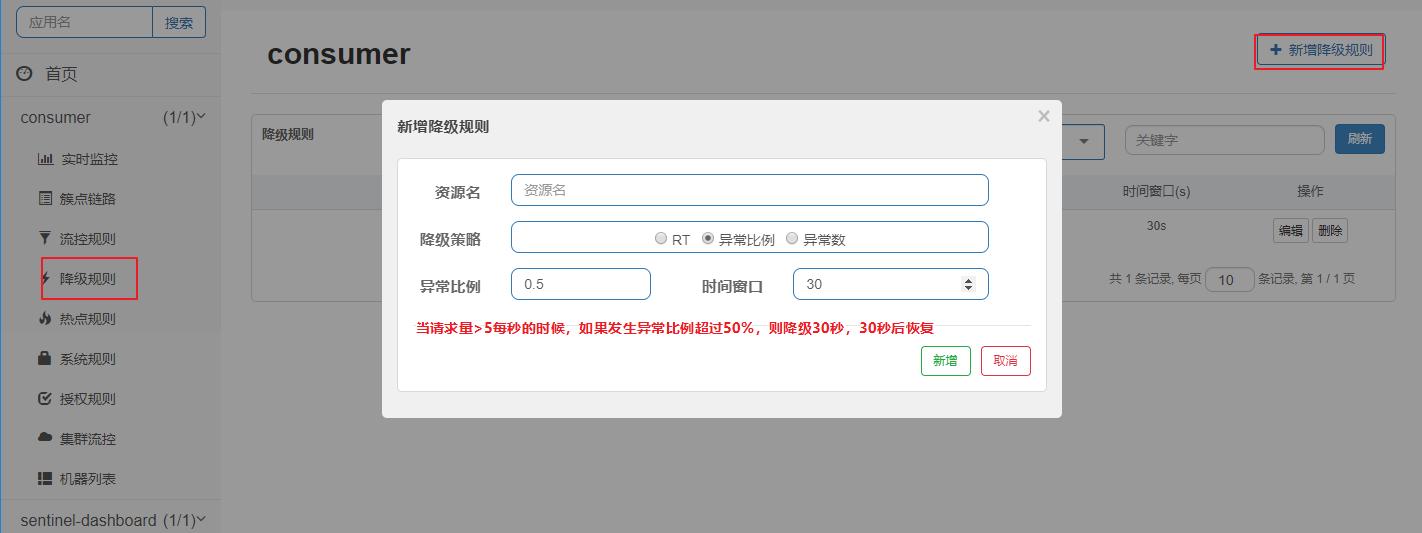 应用名 搜索
首页
consumer (1/1)
实时监控
簇点链路
流控规则
降级规则
热点规则
系统规则
授权规则
集群流控
机器列表
sentinel-dashboard (1/1)
consumer
新增降级规则
降级规则
关键字 刷新
时间窗口(s) 操作
30s 编辑 删除
共 1 条记录, 每页 10 条记录, 第 1 / 1 页
新增降级规则 ×
资源名 资源名
降级策略 RT 异常比例 异常数
异常比例 0.5 时间窗口 30
当请求量>5每秒的时候，如果发生异常比例超过50%，则降级30秒，30秒后恢复
新增 取消